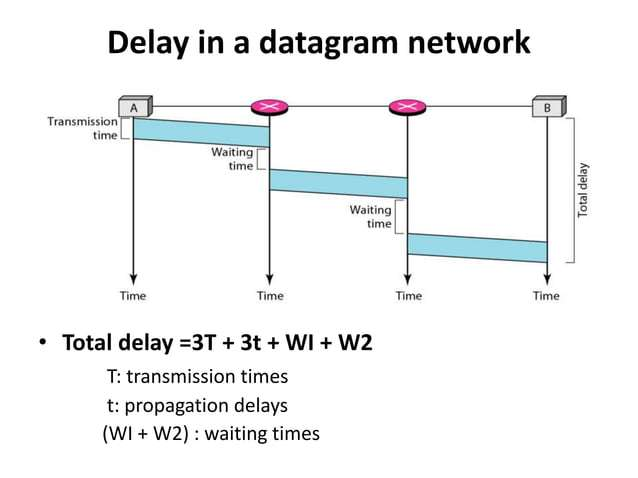 Delay in a datagram network
A
B
Transmission
time
Waiting
time
Waiting
time
Total delay
Time
Time
Time
Time
• Total delay =3T + 3t + WI + W2
T: transmission times
t: propagation delays
(WI + W2) : waiting times